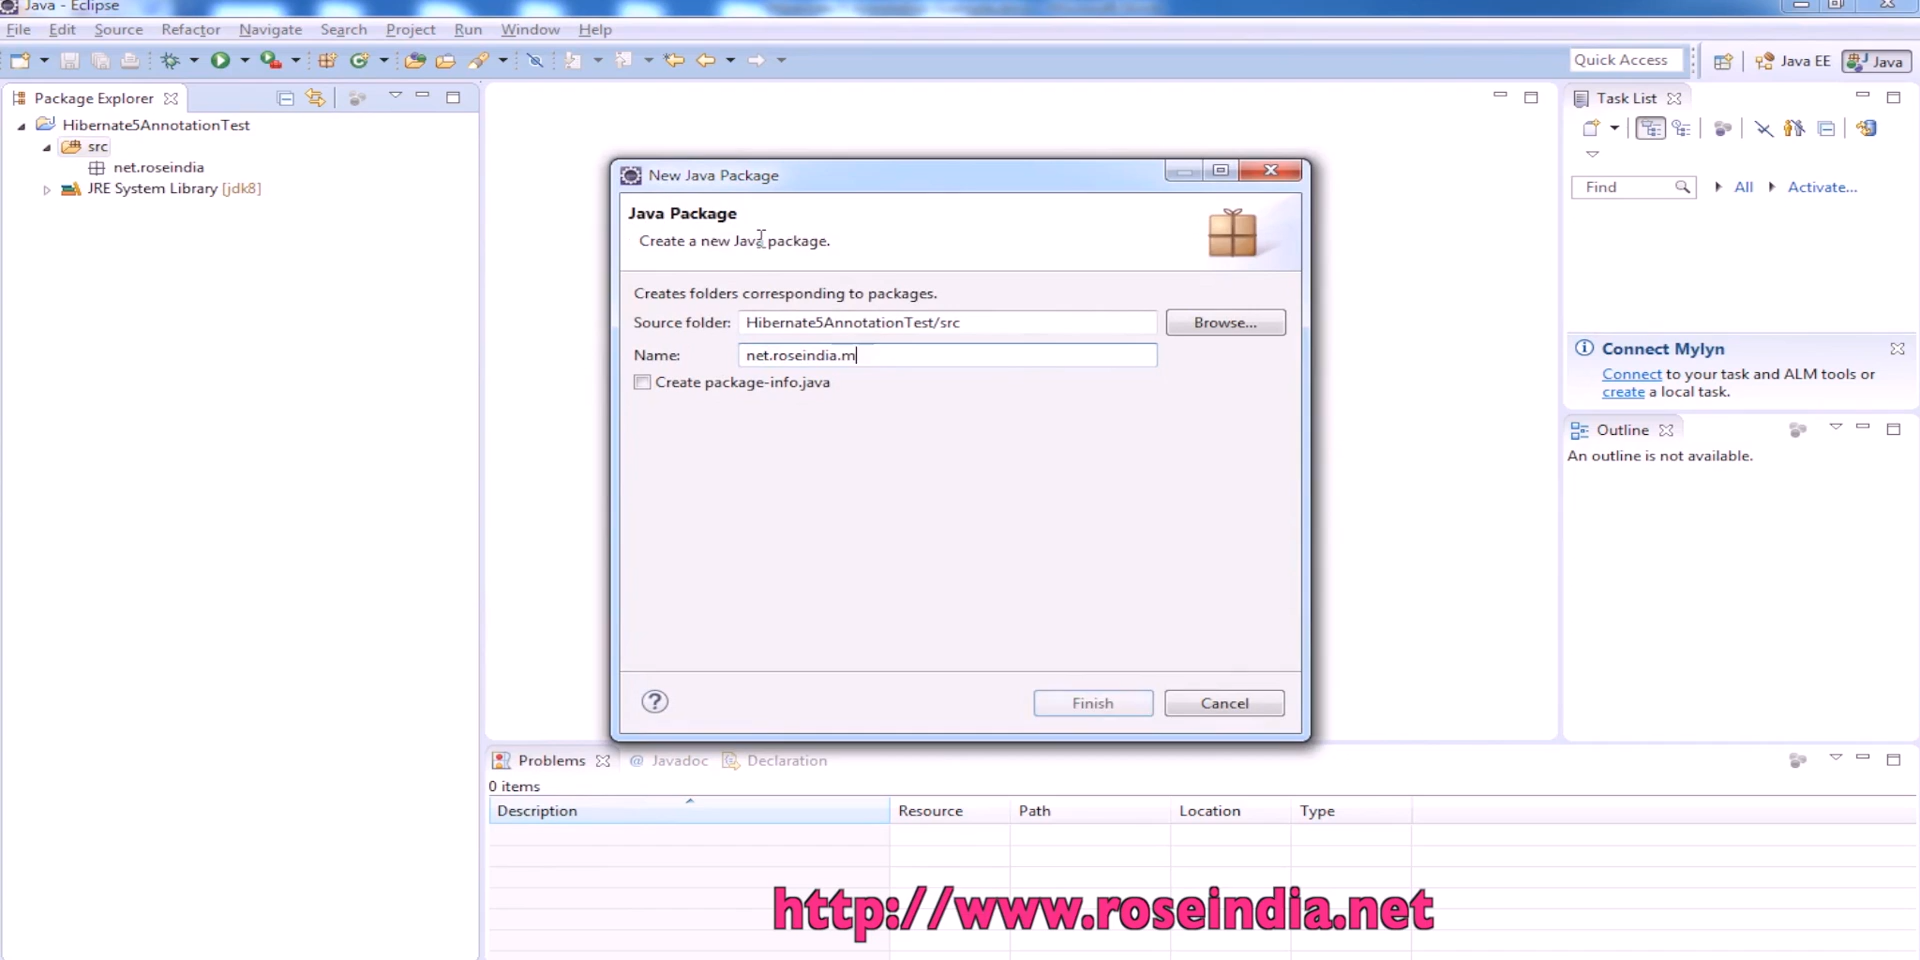 Java - Eclipse
File Edit Source Refactor Navigate Search Project Run Window Help
Quick Access Java EE Java
Package Explorer
Hibernate5AnnotationTest
src
net.roseindia
JRE System Library [jdk8]
New Java Package
Java Package
Create a new Java package.
Creates folders corresponding to packages.
Source folder: Hibernate5AnnotationTest/src Browse...
Name: net.roseindia.m
Create package-info.java
? Finish Cancel
Task List
Find All Activate...
Connect Mylyn
Connect to your task and ALM tools or
create a local task.
Outline
An outline is not available.
Problems @ Javadoc Declaration
0 items
Description Resource Path Location Type
http://www.roseindia.net